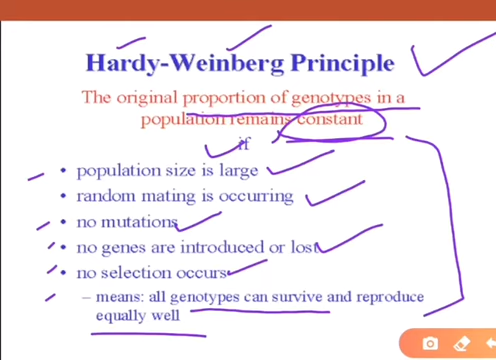 Hardy-Weinberg Principle
The original proportion of genotypes in a
population remains constant
if
• population size is large
• random mating is occurring
• no mutations
• no genes are introduced or lost
• no selection occurs
– means: all genotypes can survive and reproduce
equally well